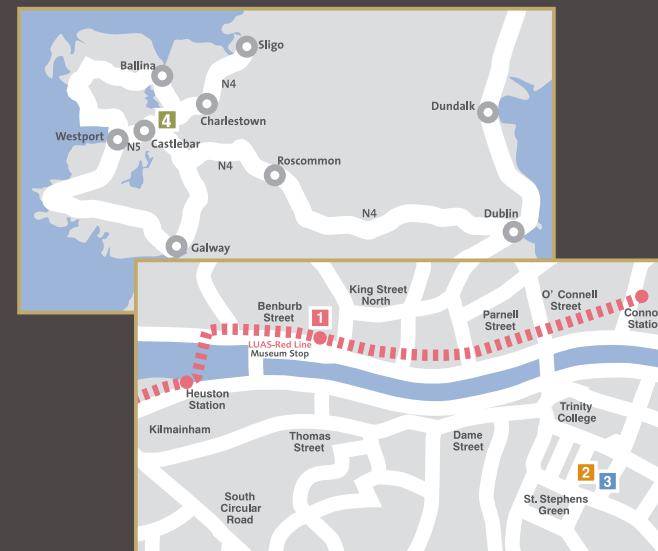 Sligo
Ballina
N4
Charlestown
Dundalk
4
Westport
N5
Castlebar
Roscommon
N4
N4
Dublin
Galway
King Street
North
O' Connell
Street
Benburb
Street
1
Parnell
Street
Conno
Statio
LUAS-Red Line
Museum Stop
Heuston
Station
Trinity
College
Kilmainham
Thomas
Street
Dame
Street
2
3
South
Circular
Road
St. Stephens
Green